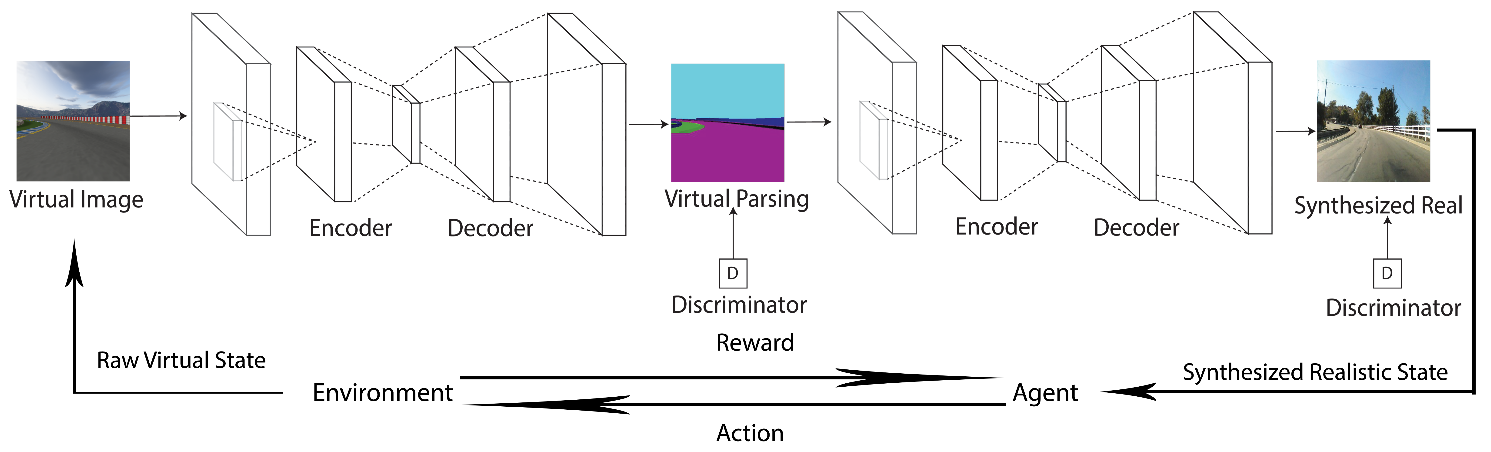 Virtual Image
Encoder
Decoder
Virtual Parsing
Encoder
Decoder
Synthesized Real
D
Discriminator
D
Discriminator
Raw Virtual State
Reward
Environment
Agent
Synthesized Realistic State
Action